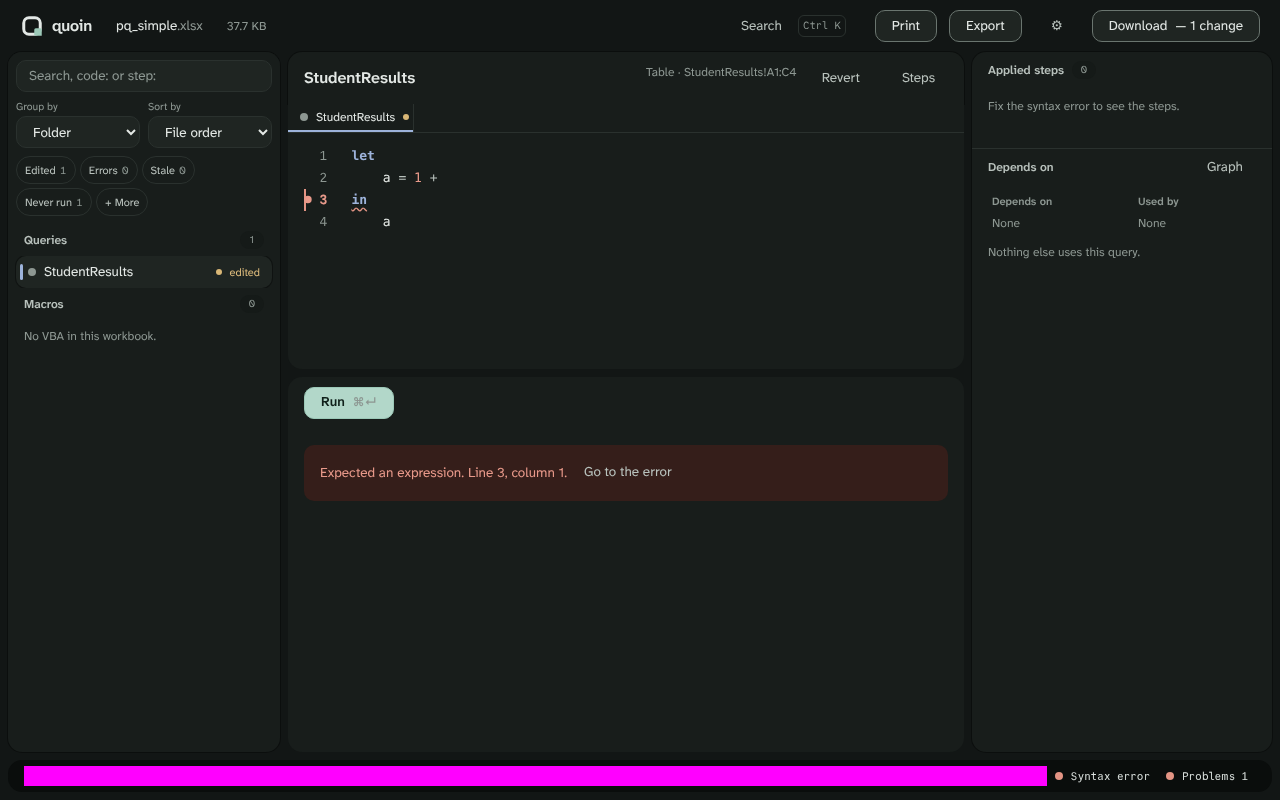 quoin
pq_simple.xlsx
37.7 KB
Search
Ctrl K
Print
Export
Download — 1 change
Search, code: or step:
Group by
Sort by
Folder
File order
Edited 1
Errors 0
Stale 0
Never run 1
+ More
Queries
1
StudentResults
edited
Macros
0
No VBA in this workbook.
StudentResults
Table · StudentResults!A1:C4
Revert
Steps
StudentResults
1 let
2 a = 1 +
3 in
4 a
Run ⌘↵
Expected an expression. Line 3, column 1.
Go to the error
Applied steps
0
Fix the syntax error to see the steps.
Depends on
Graph
Depends on
Used by
None
None
Nothing else uses this query.
Syntax error
Problems 1